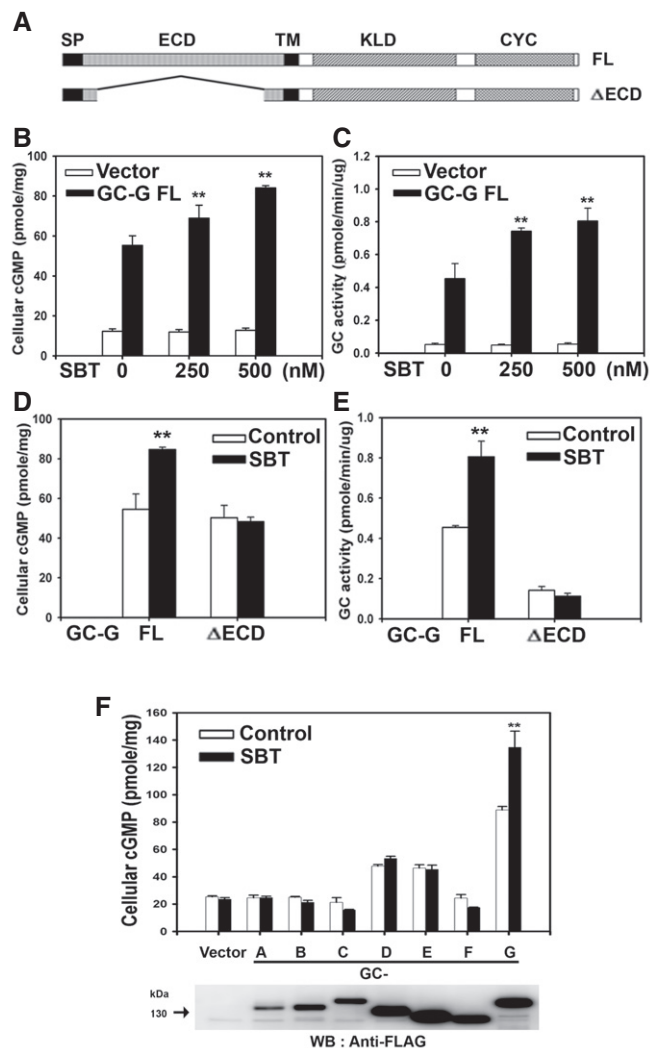 A
SP ECD TM KLD CYC
FL
ΔECD
B
Cellular cGMP (pmole/mg)
100
80
60
40
20
0
Vector
GC-G FL
**
**
SBT 0 250 500 (nM)
C
GC activity (pmole/min/ug)
1.2
1.0
0.8
0.6
0.4
0.2
0.0
Vector
GC-G FL
**
**
SBT 0 250 500 (nM)
D
Cellular cGMP (pmole/mg)
100
80
60
40
20
0
**
Control
SBT
GC-G FL ΔECD
E
GC activity (pmole/min/ug)
1.0
0.8
0.6
0.4
0.2
0.0
**
Control
SBT
GC-G FL ΔECD
F
Cellular cGMP (pmole/mg)
160
140
120
100
80
60
40
20
0
Control
SBT
**
Vector A B C D E F G
GC-
kDa
130
WB : Anti-FLAG